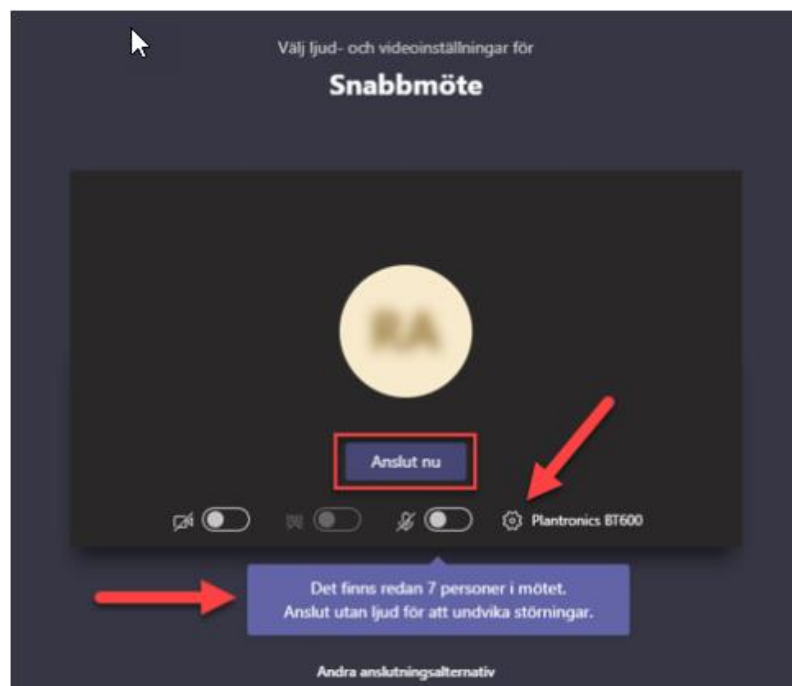 Välj ljud- och videoinställningar för
Snabbmöte
Anslut nu
Plantronics BT600
Det finns redan 7 personer i mötet.
Anslut utan ljud för att undvika störningar.
Andra anslutningsalternativ